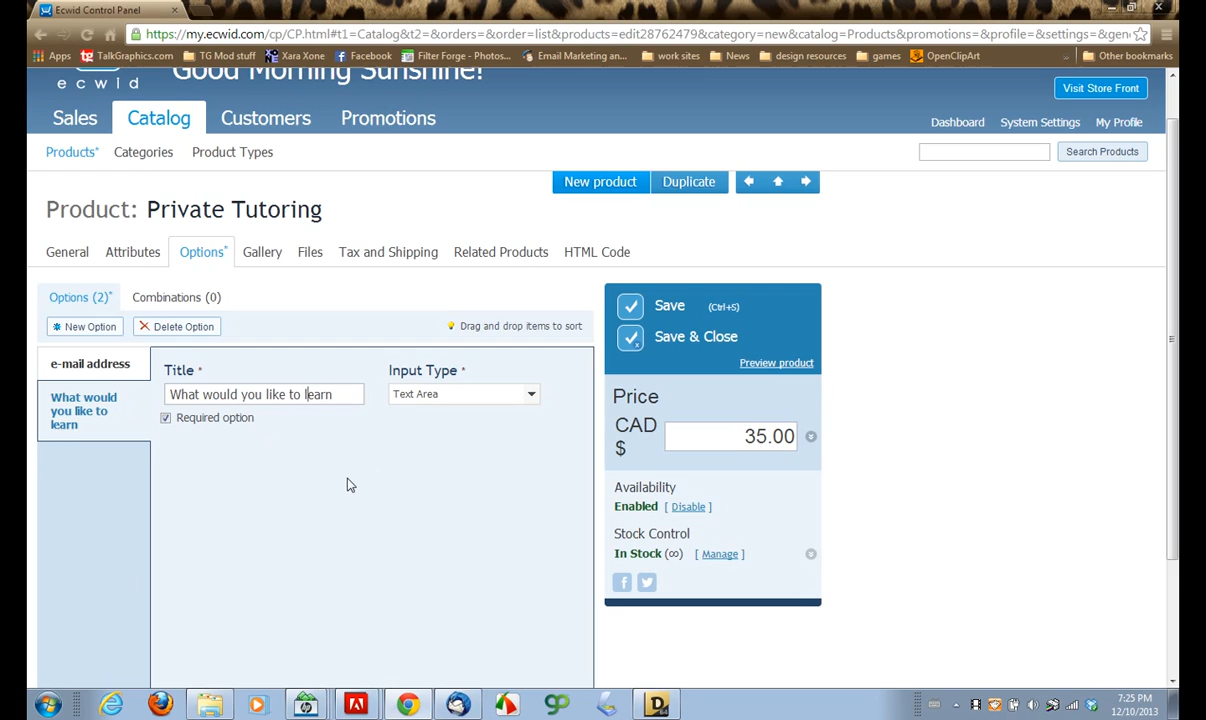 Ecwid Control Panel
https://my.ecwid.com/cp/CP.html#t1=Catalog&t2=&orders=&order=list&products=edit28762479&category=new&catalog=Products&promotions=&profile=&settings=&gen
Apps TalkGraphics.com TG Mod stuff Xara Xone Facebook Filter Forge - Photos... Email Marketing an... work sites News design resources games OpenClipArt Other bookmarks
Good Morning Sunshine!
ecwid
Visit Store Front
Sales Catalog Customers Promotions
Dashboard System Settings My Profile
Products* Categories Product Types Search Products
New product Duplicate
Product: Private Tutoring
General Attributes Options* Gallery Files Tax and Shipping Related Products HTML Code
Options (2)* Combinations (0)
Save (Ctrl+S)
New Option Delete Option Drag and drop items to sort
Save & Close
e-mail address
Preview product
Title * Input Type *
What would you like to learn
What would you like to learn Text Area
Required option
Price
CAD $ 35.00
Availability
Enabled [ Disable ]
Stock Control
In Stock (∞) [ Manage ]
7:25 PM
12/10/2013